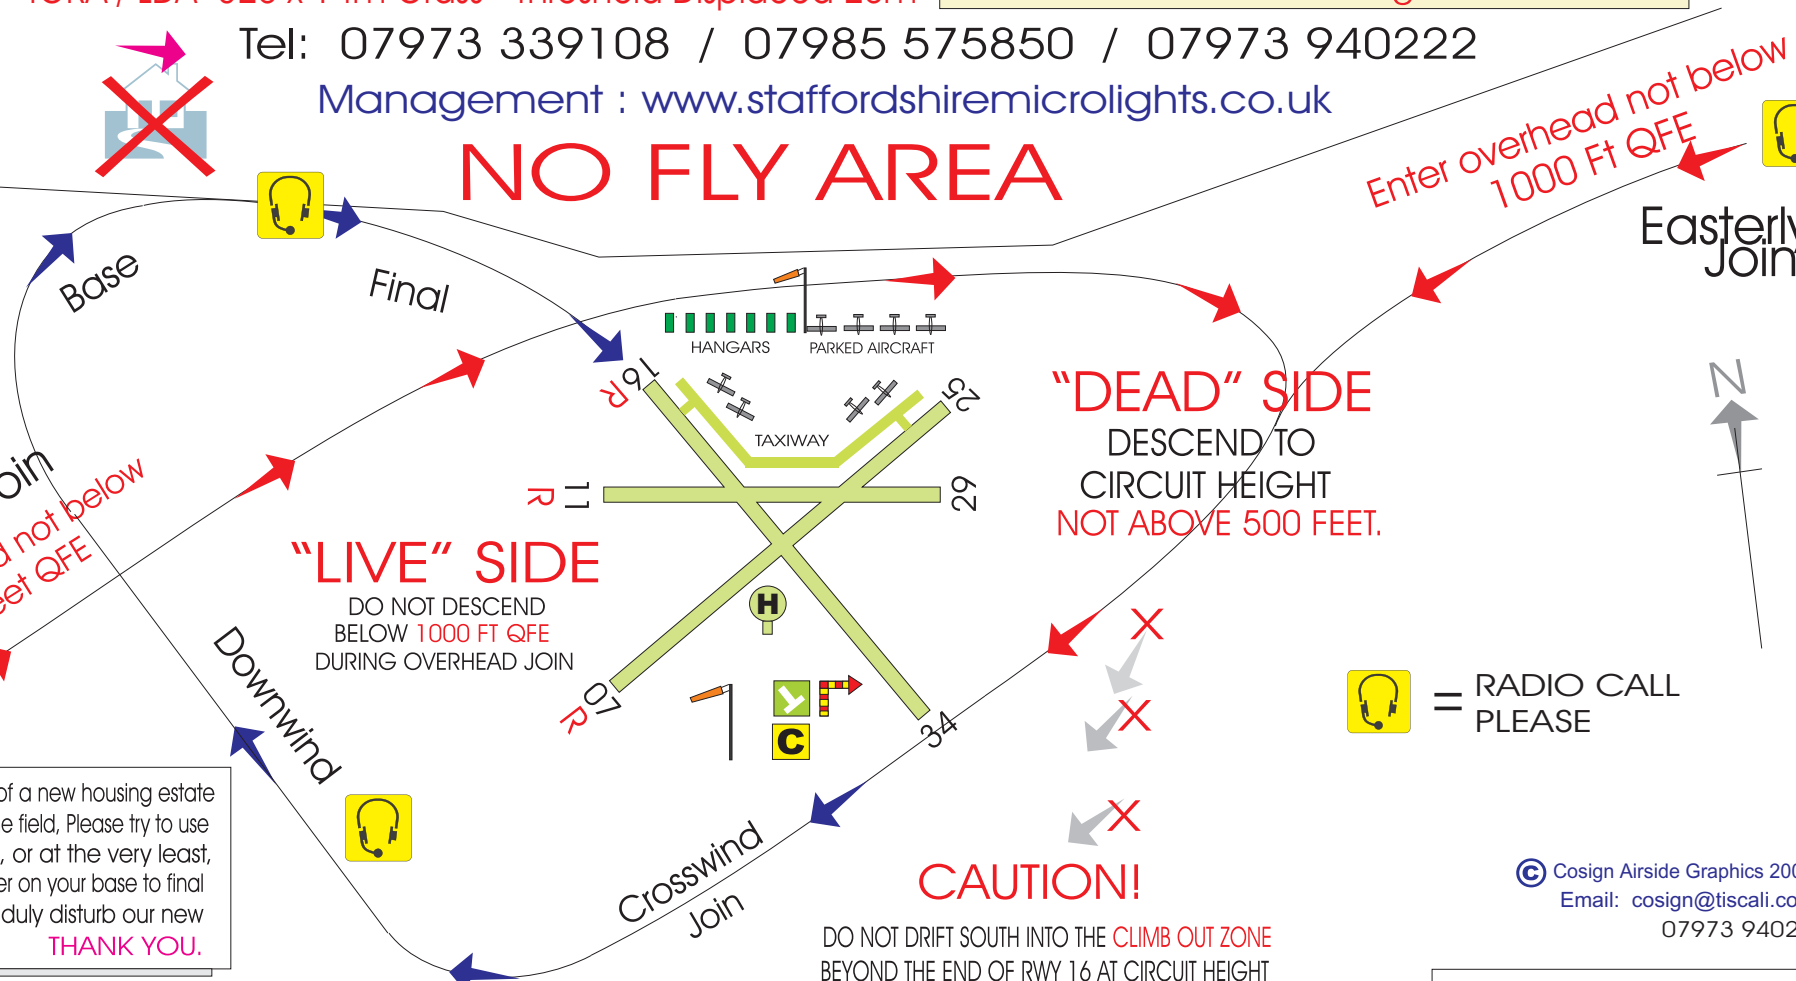 Tel: 07973 339108 / 07985 575850 / 07973 940222
Management : www.staffordshiremicrolights.co.uk
NO FLY AREA
Enter overhead not below
1000 Ft QFE
Easterly
Join
Base
Final
HANGARS
PARKED AIRCRAFT
R 16
25
TAXIWAY
"DEAD" SIDE
DESCEND TO
CIRCUIT HEIGHT
NOT ABOVE 500 FEET.
N
R 11
29
not below
QFE
"LIVE" SIDE
DO NOT DESCEND
BELOW 1000 FT QFE
DURING OVERHEAD JOIN
H
R 07
34
C
X
X
X
Downwind
= RADIO CALL
PLEASE
of a new housing estate
field, Please try to use
, or at the very least,
on your base to final
disturb our new
THANK YOU.
Crosswind
Join
CAUTION!
DO NOT DRIFT SOUTH INTO THE CLIMB OUT ZONE
BEYOND THE END OF RWY 16 AT CIRCUIT HEIGHT
© Cosign Airside Graphics 200
Email: cosign@tiscali.co
07973 9402